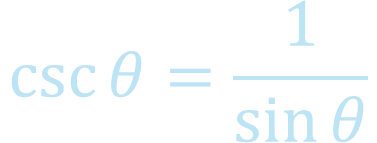 csc θ = 1 / sin θ